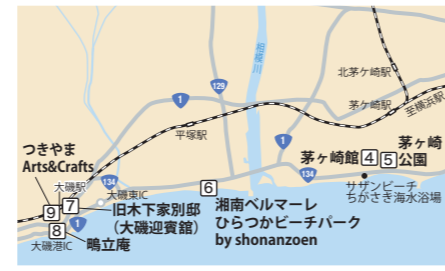 相模川
北茅ケ崎駅
129
1
茅ケ崎駅
至横浜駅
平塚駅
1
つきやま
Arts&Crafts
茅ヶ崎館 4 5 茅ヶ崎
公園
134
134
大磯駅
大磯東IC
6
サザンビーチ
ちがさき海水浴場
湘南ベルマーレ
ひらつかビーチパーク
by shonanzoen
9 7
旧木下家別邸
(大磯迎賓館)
8 1
鴫立庵
大磯港IC